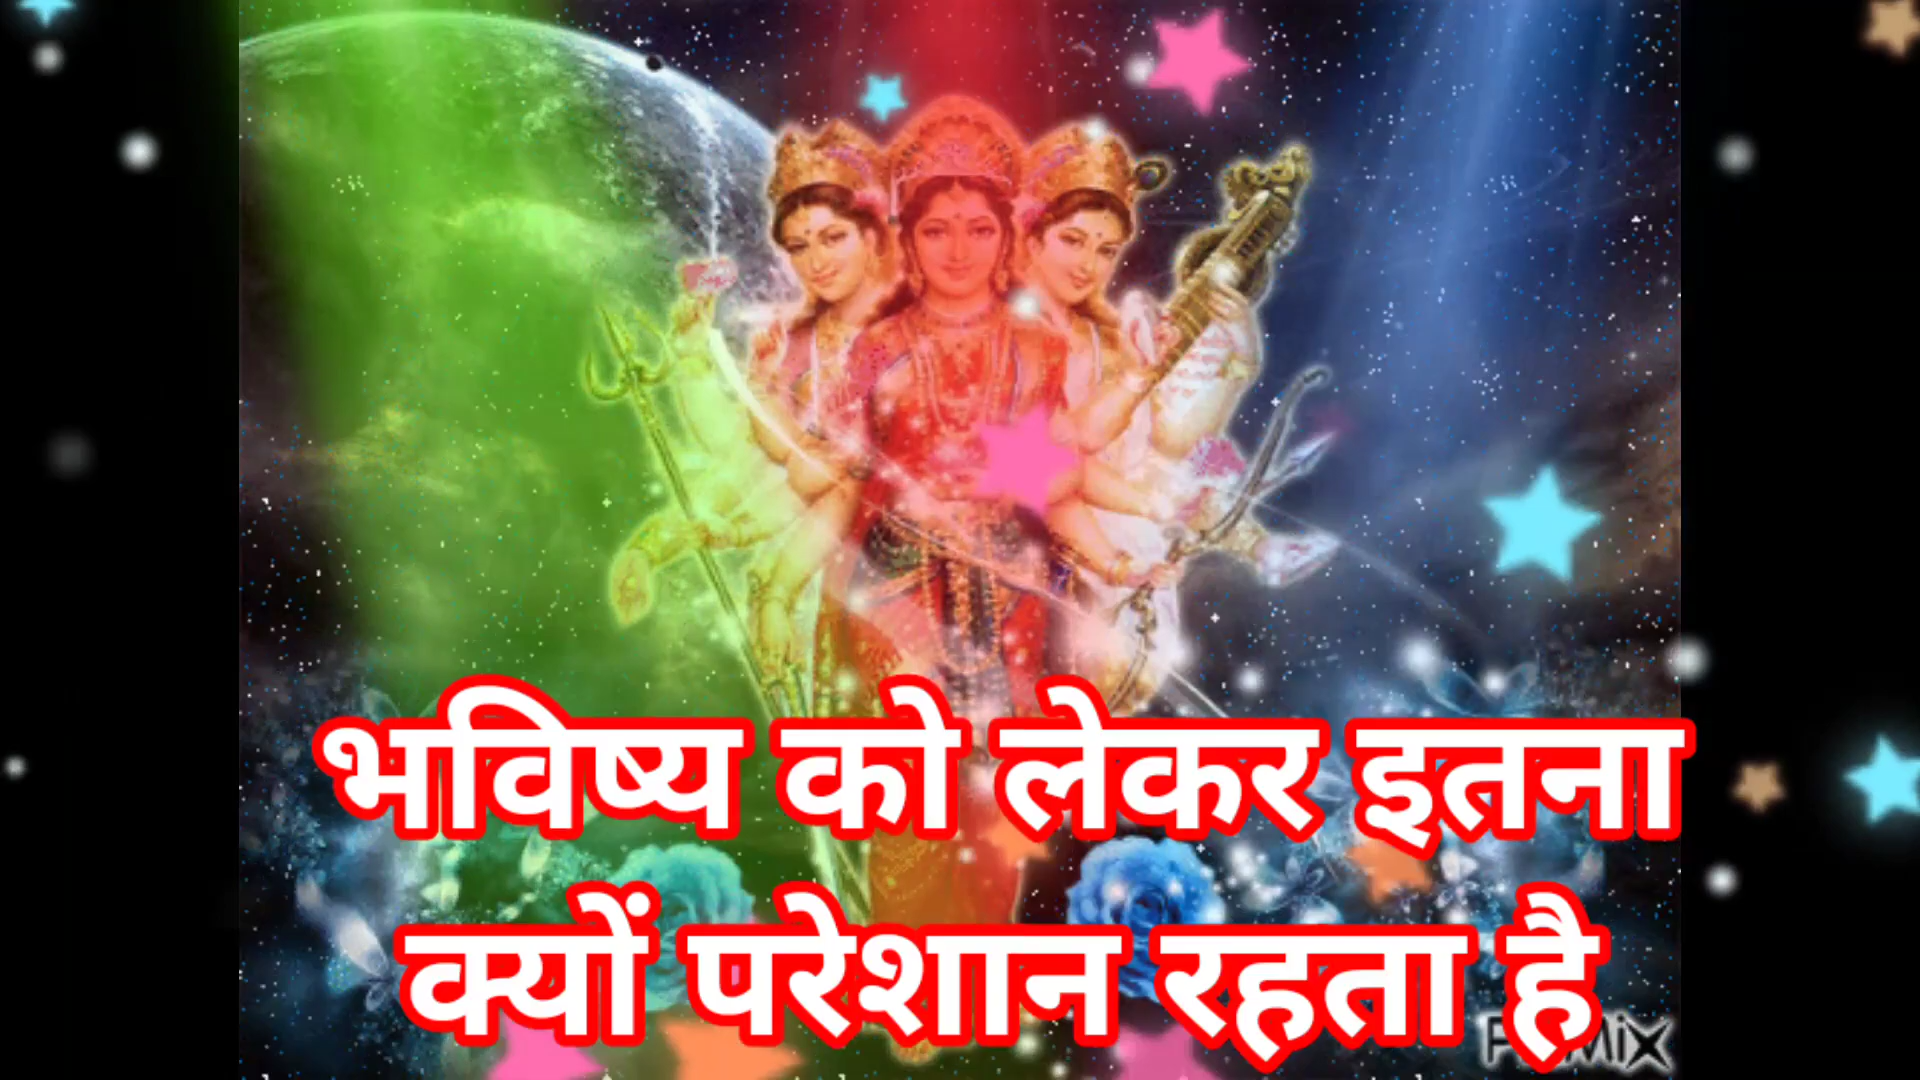 भविष्य को लेकर इतना
क्यों परेशान रहता है